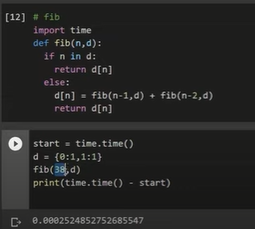 [12] # fib
import time
def fib(n,d):
if n in d:
return d[n]
else:
d[n] = fib(n-1,d) + fib(n-2,d)
return d[n]
start = time.time()
d = {0:1,1:1}
fib(38,d)
print(time.time() - start)
0.0002524852752685547